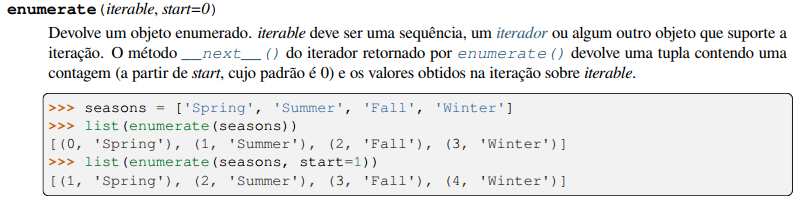 enumerate(iterable, start=0)
Devolve um objeto enumerado. iterable deve ser uma sequência, um iterador ou algum outro objeto que suporte a
iteração. O método __next__() do iterador retornado por enumerate() devolve uma tupla contendo uma
contagem (a partir de start, cujo padrão é 0) e os valores obtidos na iteração sobre iterable.
>>> seasons = ['Spring', 'Summer', 'Fall', 'Winter']
>>> list(enumerate(seasons))
[(0, 'Spring'), (1, 'Summer'), (2, 'Fall'), (3, 'Winter')]
>>> list(enumerate(seasons, start=1))
[(1, 'Spring'), (2, 'Summer'), (3, 'Fall'), (4, 'Winter')]